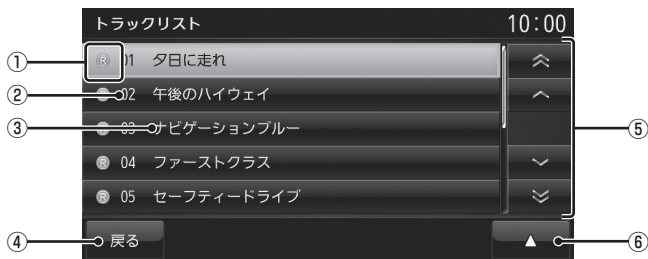 トラックリスト 10:00
① Ⓡ 01 夕日に走れ
② Ⓡ 02 午後のハイウェイ
③ Ⓡ 03 ナビゲーションブルー ⑤
Ⓡ 04 ファーストクラス
Ⓡ 05 セーフティードライブ
④ 戻る ▲ ⑥